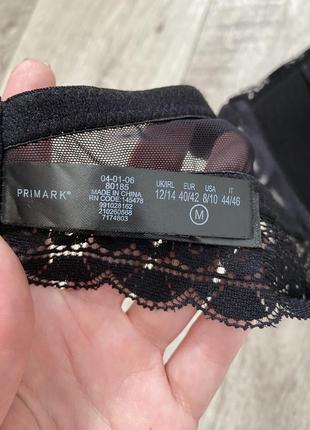 PRIMARK®
04-01-06
80185
MADE IN CHINA
RN CODE:145478
991028162
210260568
7174803
UK/IRL EUR USA IT
12/14 40/42 8/10 44/46
M